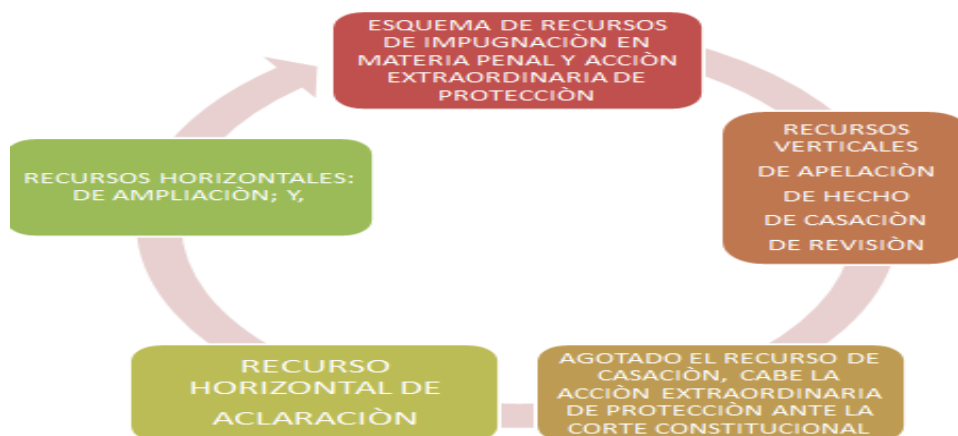 ESQUEMA DE RECURSOS
DE IMPUGNACIÒN EN
MATERIA PENAL Y ACCIÒN
EXTRAORDINARIA DE
PROTECCIÒN
RECURSOS
VERTICALES
DE APELACIÒN
DE HECHO
DE CASACIÒN
DE REVISIÒN
AGOTADO EL RECURSO DE
CASACIÒN, CABE LA
ACCIÒN EXTRAORDINARIA
DE PROTECCIÒN ANTE LA
CORTE CONSTITUCIONAL
RECURSO
HORIZONTAL DE
ACLARACIÒN
RECURSOS HORIZONTALES:
DE AMPLIACIÒN; Y,